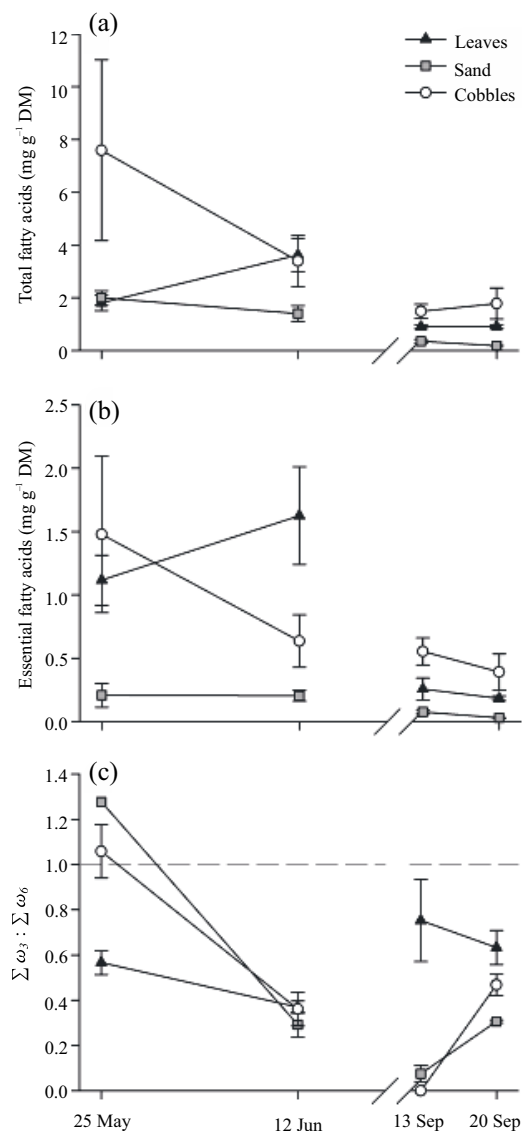 (a)
12
10
8
6
4
2
0
Total fatty acids (mg g⁻¹ DM)
Leaves
Sand
Cobbles
(b)
2.5
2.0
1.5
1.0
0.5
0.0
Essential fatty acids (mg g⁻¹ DM)
(c)
1.4
1.2
1.0
0.8
0.6
0.4
0.2
0.0
∑ ω₃ : ∑ ω₆
25 May 12 Jun 13 Sep 20 Sep